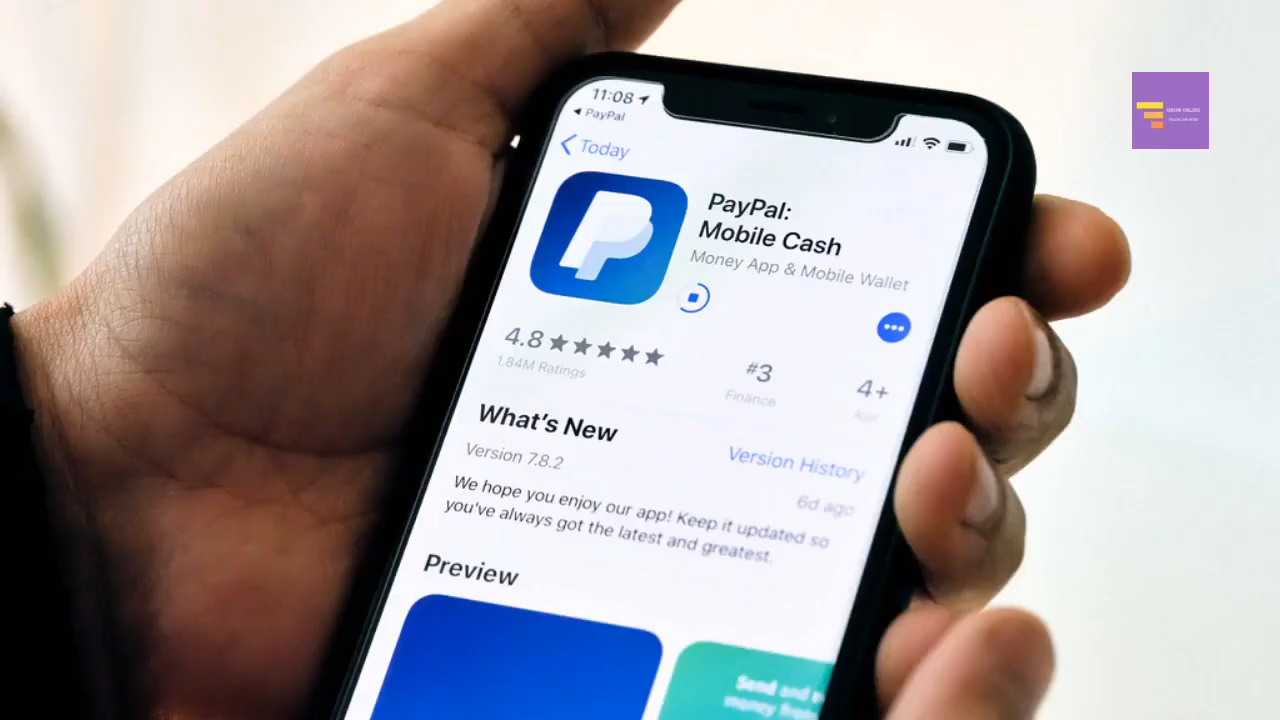 11:08
PayPal
Today
PayPal:
Mobile Cash
Money App & Mobile Wallet
4.8
1.84M Ratings
#3
Finance
4+
Age
What's New
Version History
Version 7.8.2
6d ago
We hope you enjoy our app! Keep it updated so
you've always got the latest and greatest.
Preview
Send and
money